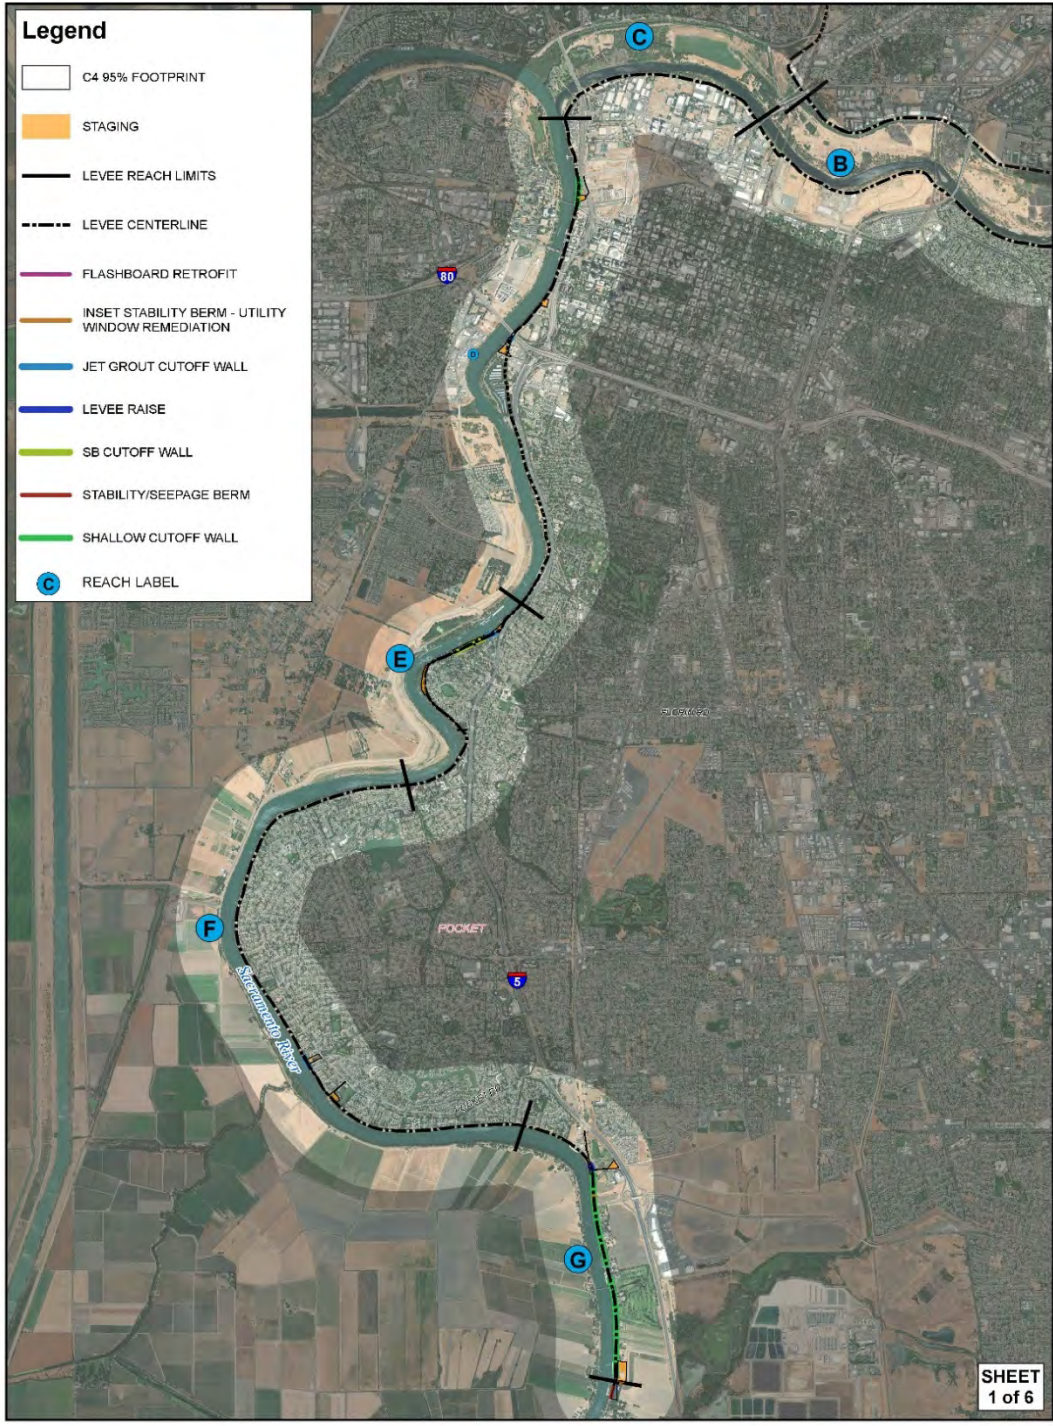 Legend
C4 95% FOOTPRINT
STAGING
LEVEE REACH LIMITS
LEVEE CENTERLINE
FLASHBOARD RETROFIT
INSET STABILITY BERM - UTILITY
WINDOW REMEDIATION
JET GROUT CUTOFF WALL
LEVEE RAISE
SB CUTOFF WALL
STABILITY/SEEPAGE BERM
SHALLOW CUTOFF WALL
C
REACH LABEL
C
B
80
D
E
F
POCKET
5
Sacramento River
G
SHEET
1 of 6